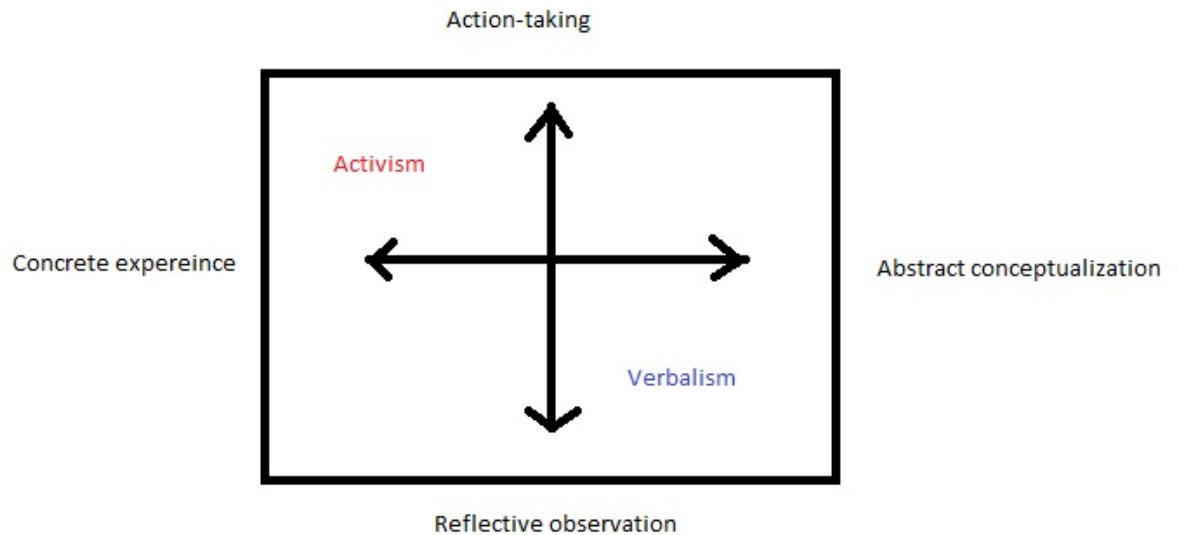 Action-taking
Activism
Concrete expereince
Abstract conceptualization
Verbalism
Reflective observation